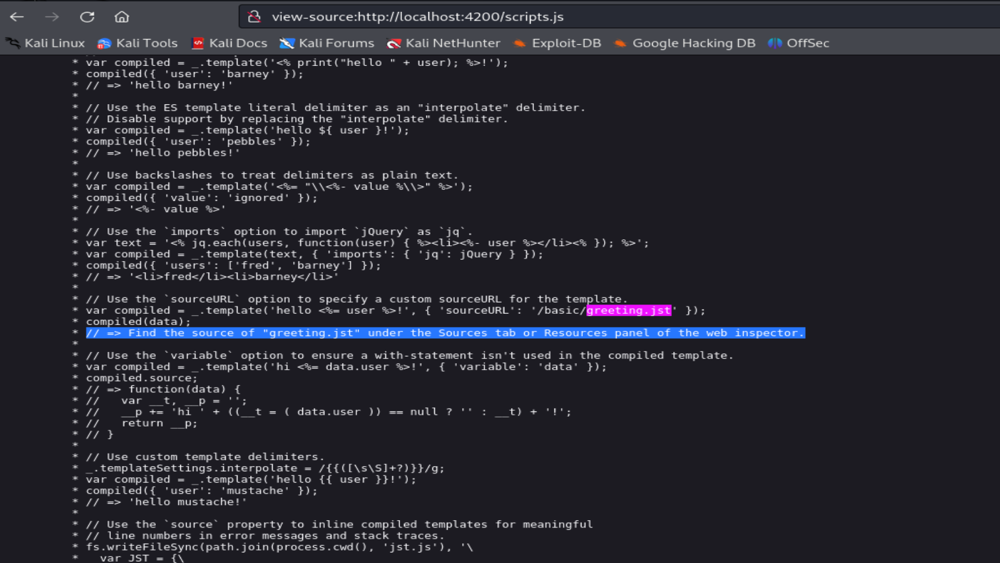 view-source:http://localhost:4200/scripts.js
Kali Linux Kali Tools Kali Docs Kali Forums Kali NetHunter Exploit-DB Google Hacking DB OffSec
* var compiled = _.template('<% print("hello " + user); %>!');
* compiled({ 'user': 'barney' });
* // => 'hello barney!'
*
* // Use the ES template literal delimiter as an "interpolate" delimiter.
* // Disable support by replacing the "interpolate" delimiter.
* var compiled = _.template('hello ${ user }!');
* compiled({ 'user': 'pebbles' });
* // => 'hello pebbles!'
*
* // Use backslashes to treat delimiters as plain text.
* var compiled = _.template('<%= "\\<%- value %\\>" %>');
* compiled({ 'value': 'ignored' });
* // => '<%- value %>'
*
* // Use the `imports` option to import `jQuery` as `jq`.
* var text = '<% jq.each(users, function(user) { %><li><%- user %></li><% }); %>';
* var compiled = _.template(text, { 'imports': { 'jq': jQuery } });
* compiled({ 'users': ['fred', 'barney'] });
* // => '<li>fred</li><li>barney</li>'
*
* // Use the `sourceURL` option to specify a custom sourceURL for the template.
* var compiled = _.template('hello <%= user %>!', { 'sourceURL': '/basic/greeting.jst' });
* compiled(data);
* // => Find the source of "greeting.jst" under the Sources tab or Resources panel of the web inspector.
*
* // Use the `variable` option to ensure a with-statement isn't used in the compiled template.
* var compiled = _.template('hi <%= data.user %>!', { 'variable': 'data' });
* compiled.source;
* // => function(data) {
* //   var __t, __p = '';
* //   __p += 'hi ' + ((__t = ( data.user )) == null ? '' : __t) + '!';
* //   return __p;
* // }
*
* // Use custom template delimiters.
* _.templateSettings.interpolate = /{{([\s\S]+?)}}/g;
* var compiled = _.template('hello {{ user }}!');
* compiled({ 'user': 'mustache' });
* // => 'hello mustache!'
*
* // Use the `source` property to inline compiled templates for meaningful
* // line numbers in error messages and stack traces.
* fs.writeFileSync(path.join(process.cwd(), 'jst.js'), '\
*   var JST = {\